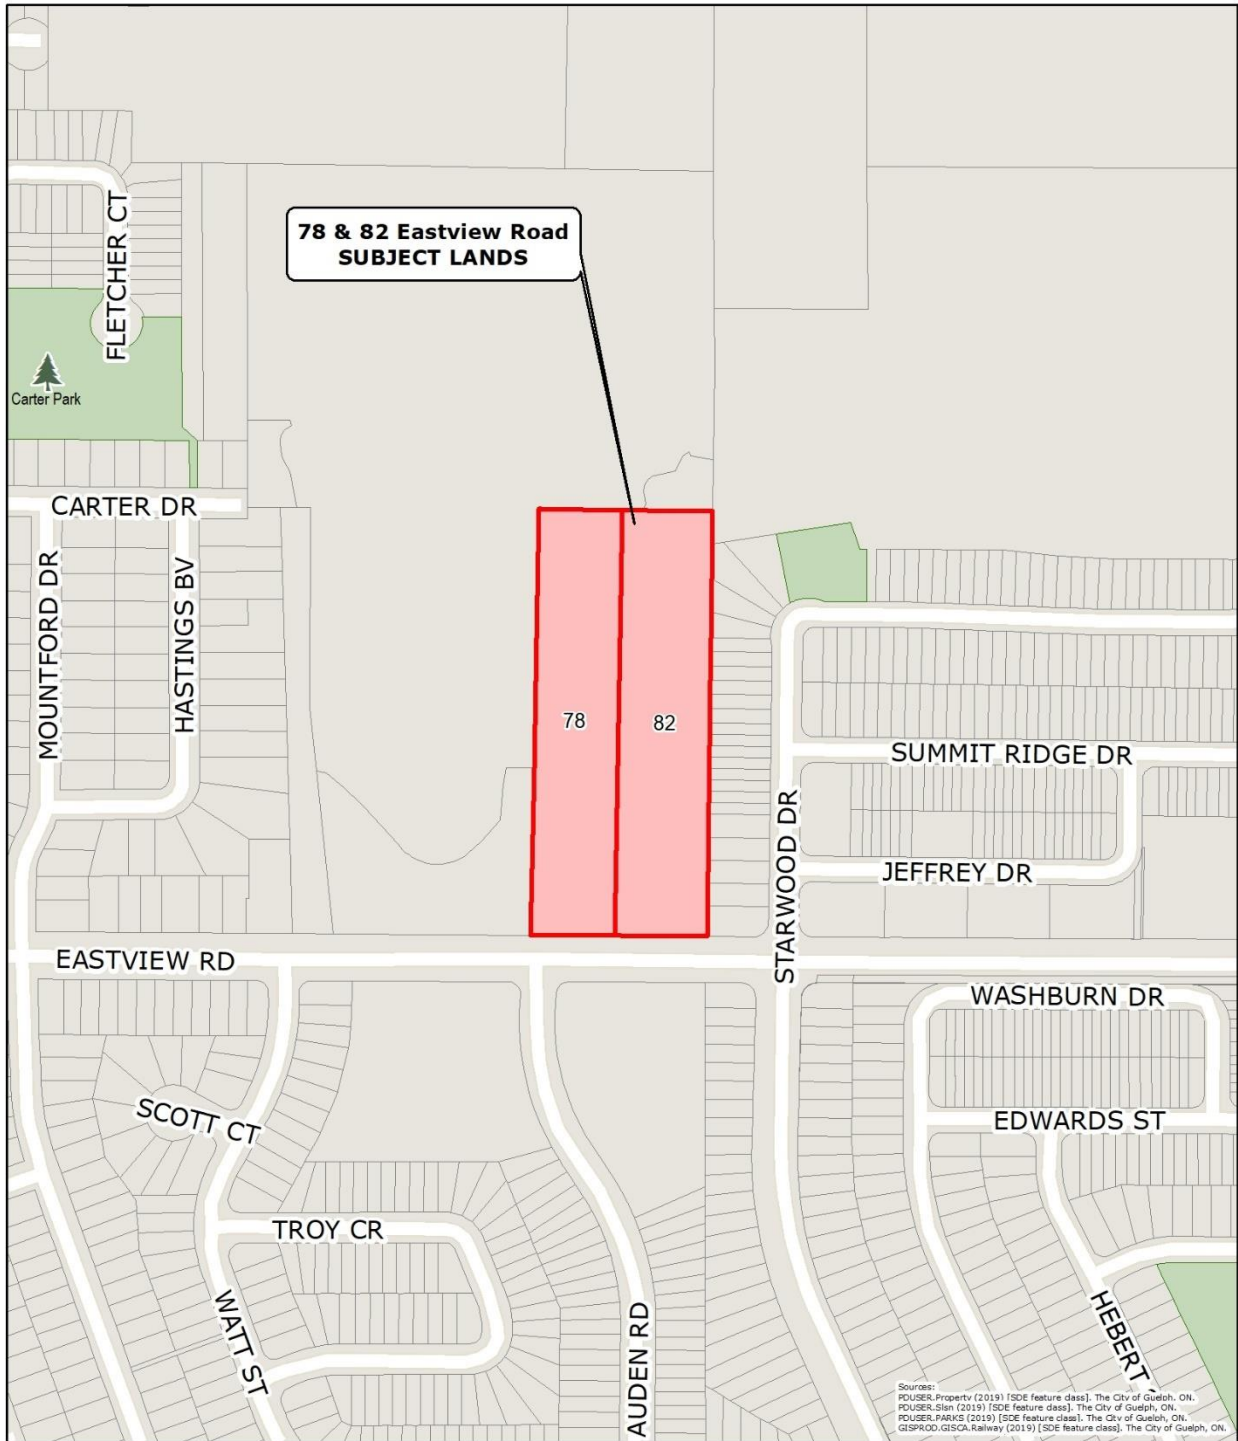 FLETCHER CT
78 & 82 Eastview Road
SUBJECT LANDS
Carter Park
CARTER DR
MOUNTFORD DR
HASTINGS BV
78
82
SUMMIT RIDGE DR
STARWOOD DR
JEFFREY DR
EASTVIEW RD
WASHBURN DR
SCOTT CT
EDWARDS ST
TROY CR
WATT ST
AUDEN RD
HEBERT
Sources:
PDUSER.Property (2019) [SDE feature class]. The City of Guelph, ON.
PDUSER.Slsn (2019) [SDE feature class]. The City of Guelph, ON.
PDUSER.PARKS (2019) [SDE feature class]. The City of Guelph, ON.
GISPROD.GISCA.Railway (2019) [SDE feature class]. The City of Guelph, ON.